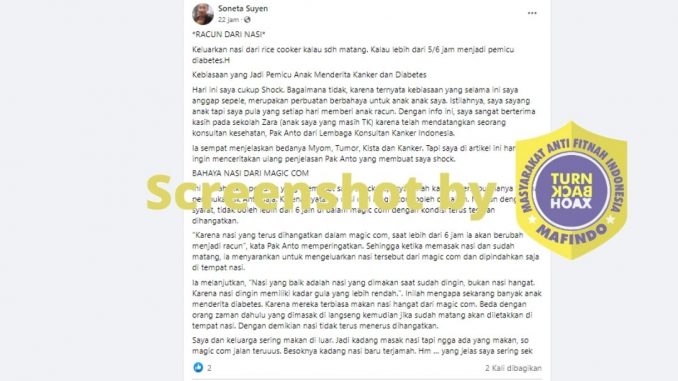 Soneta Suyen
22 jam
*RACUN DARI NASI*
Keluarkan nasi dari rice cooker kalau sdh matang. Kalau lebih dari 5/6 jam menjadi pemicu
diabetes.H
Kebiasaan yang Jadi Pemicu Anak Menderita Kanker dan Diabetes
Hari ini saya cukup Shock. Bagaimana tidak, karena ternyata kebiasaan yang selama ini saya
anggap sepele, merupakan perbuatan berbahaya untuk anak anak saya. Istilahnya, saya sayang
anak tapi saya pula yang setiap hari memberi anak racun. Dengan info ini, saya sangat berterima
kasih pada sekolah Zara (anak saya yang masih TK) karena telah mendatangkan seorang
konsultan kesehatan, Pak Anto dari Lembaga Konsultan Kanker Indonesia.
Ia sempat menjelaskan bedanya Myom, Tumor, Kista dan Kanker. Tapi saya di artikel ini har
ingin menceritakan ulang penjelasan Pak Anto yang membuat saya shock.
BAHAYA NASI DARI MAGIC COM
syarat, tidak boleh lebih dari 6 jam di dalam magic com dengan kondisi terus
dihangatkan.
"Karena nasi yang terus dihangatkan dalam magic com, saat lebih dari 6 jam ia akan berubah
menjadi racun", kata Pak Anto memperingatkan. Sehingga ketika memasak nasi dan sudah
matang, ia menyarankan untuk mengeluarkan nasi tersebut dari magic com dan dipindahkan saja
di tempat nasi.
Ia melanjutkan, "Nasi yang baik adalah nasi yang dimakan saat sudah dingin, bukan nasi hangat.
Karena nasi dingin memiliki kadar gula yang lebih rendah.". Inilah mengapa sekarang banyak anak
menderita diabetes. Karena mereka terbiasa makan nasi hangat dari magic com. Beda dengan
orang zaman dahulu yang dimasak di langseng kemudian jika sudah matang akan diletakkan di
tempat nasi. Dengan demikian nasi tidak terus menerus dihangatkan.
Saya dan keluarga sering makan di luar. Jadi kadang masak nasi tapi ngga ada yang makan, so
magic com jalan teruuus. Besoknya kadang nasi baru terjamah. Hm ... yang jelas saya sering sek
2
2 Kali dibagikan
Screenshot by
MASYARAKAT ANTI FITNAH INDONESIA
TURN
BACK
HOAX
MAFINDO